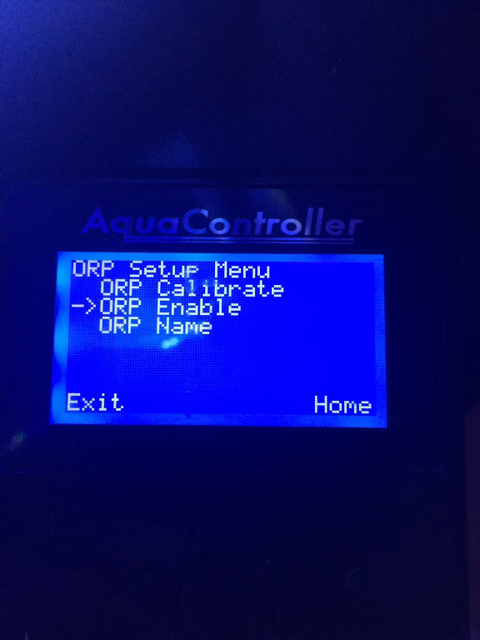 AquaController
ORP Setup Menu
ORP Calibrate
->ORP Enable
ORP Name
Exit Home